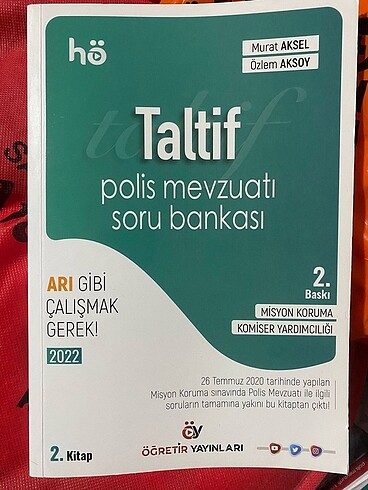 hö
Murat AKSEL
Özlem AKSOY
Taltif
polis mevzuatı
soru bankası
ARI GİBİ
ÇALIŞMAK
GEREK!
2022
2.
Baskı
MİSYON KORUMA
KOMİSER YARDIMCILIĞI
26 Temmuz 2020 tarihinde yapılan
Misyon Koruma sınavında Polis Mevzuatı ile ilgili
soruların tamamına yakını bu kitaptan çıktı!
2. Kitap
ÖY
ÖĞRETİR YAYINLARI